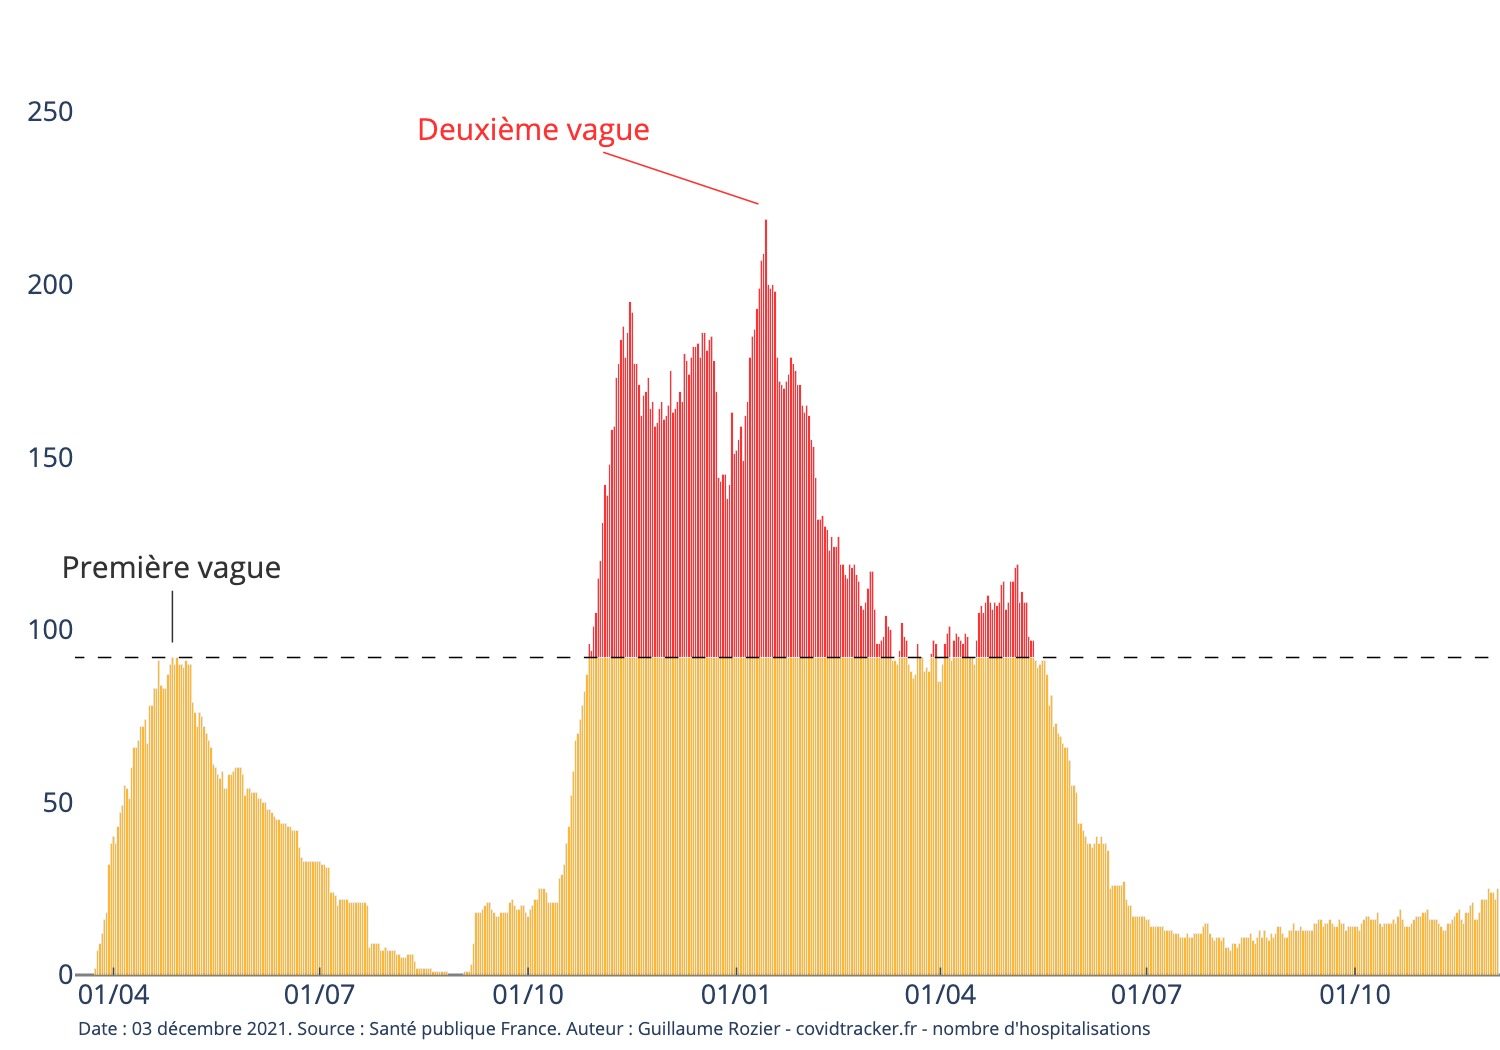 250
Deuxième vague
200
150
Première vague
100
50
0
01/04 01/07 01/10 01/01 01/04 01/07 01/10
Date : 03 décembre 2021. Source : Santé publique France. Auteur : Guillaume Rozier - covidtracker.fr - nombre d'hospitalisations